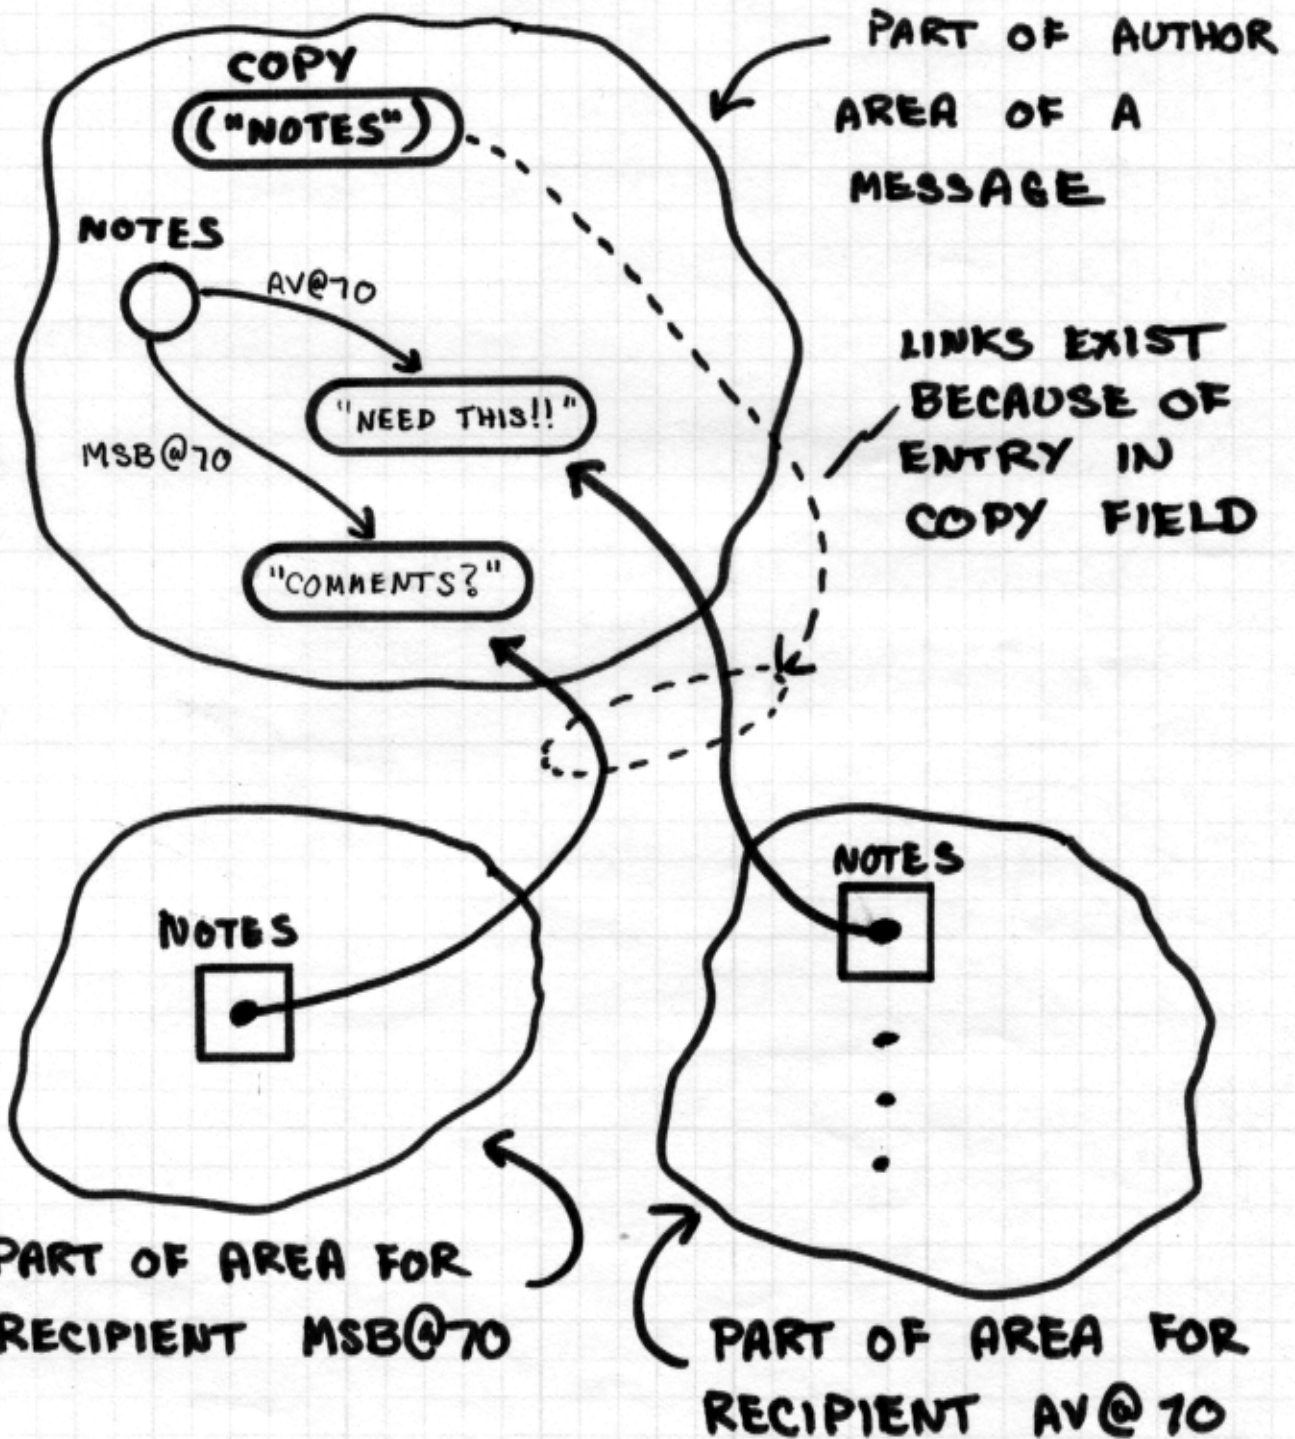 PART OF AUTHOR
AREA OF A
MESSAGE
COPY
("NOTES")
NOTES
AV@70
"NEED THIS!!"
MSB@70
"COMMENTS?"
LINKS EXIST
BECAUSE OF
ENTRY IN
COPY FIELD
NOTES
NOTES
PART OF AREA FOR
RECIPIENT MSB@70
PART OF AREA FOR
RECIPIENT AV@70